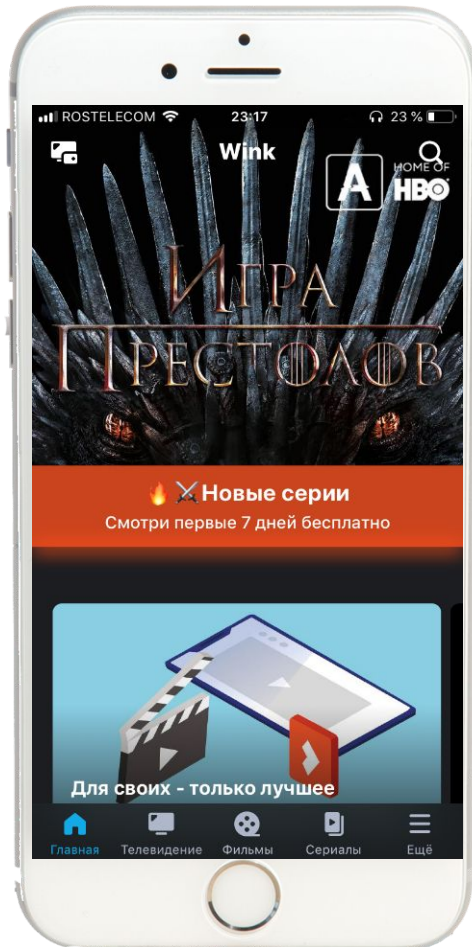 ROSTELECOM 23:17 23 %
Wink
A HOME OF
HBO
ИГРА
ПРЕСТОЛОВ
🔥⚔Новые серии
Смотри первые 7 дней бесплатно
Для своих - только лучшее
Главная Телевидение Фильмы Сериалы Ещё